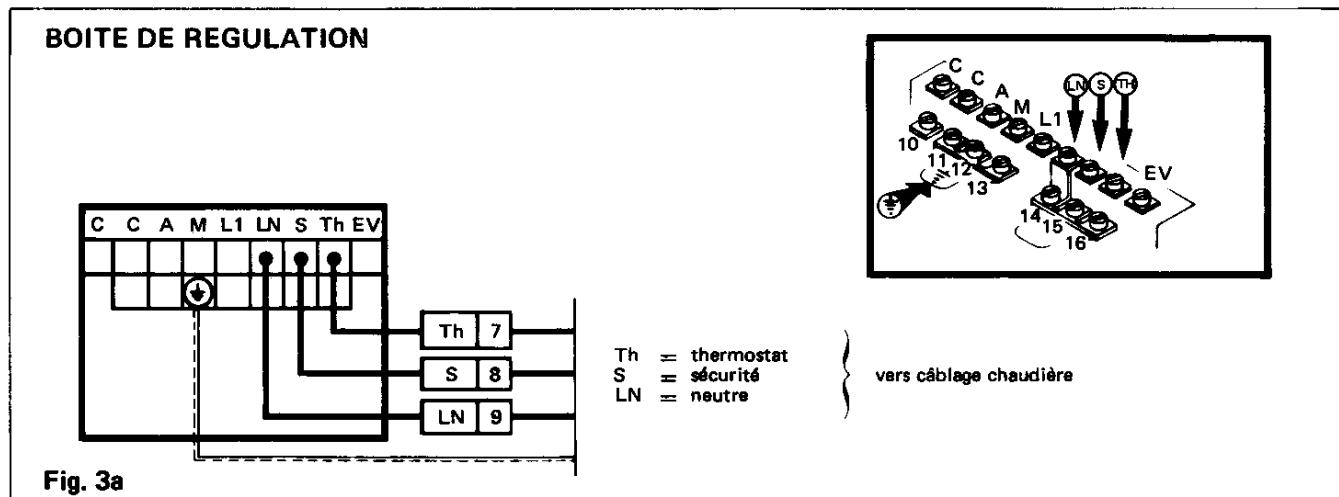 BOITE DE REGULATION
C C A M L1 LN S TH EV
10 11 12 13 14 15 16
C C A M L1 LN S Th EV
Th 7
S 8
LN 9
Th = thermostat
S = sécurité
LN = neutre
vers câblage chaudière
Fig. 3a